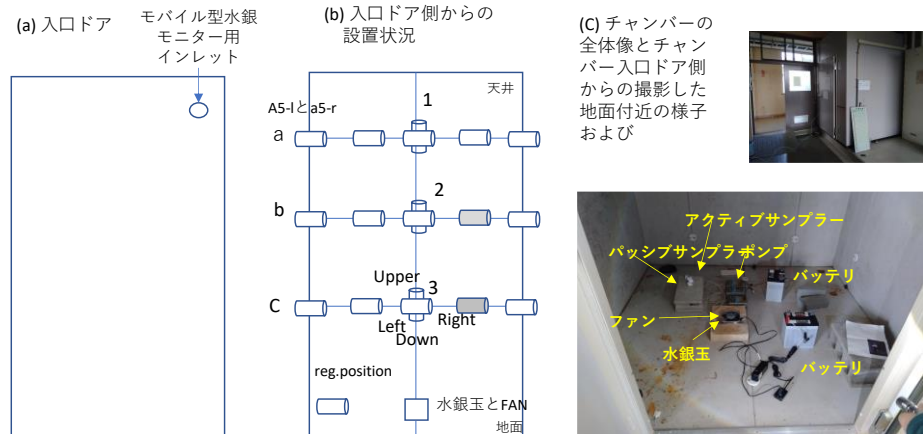 (a) 入口ドア
モバイル型水銀
モニター用
インレット
(b) 入口ドア側からの
設置状況
天井
A5-lとa5-r
1
a
2
b
Upper
3
C
Left
Right
Down
reg.position
水銀玉とFAN
地面
(C) チャンバーの
全体像とチャン
バー入口ドア側
からの撮影した
地面付近の様子
および
アクティブサンプラー
パッシブサンプラーポンプ
バッテリ
ファン
水銀玉
バッテリ